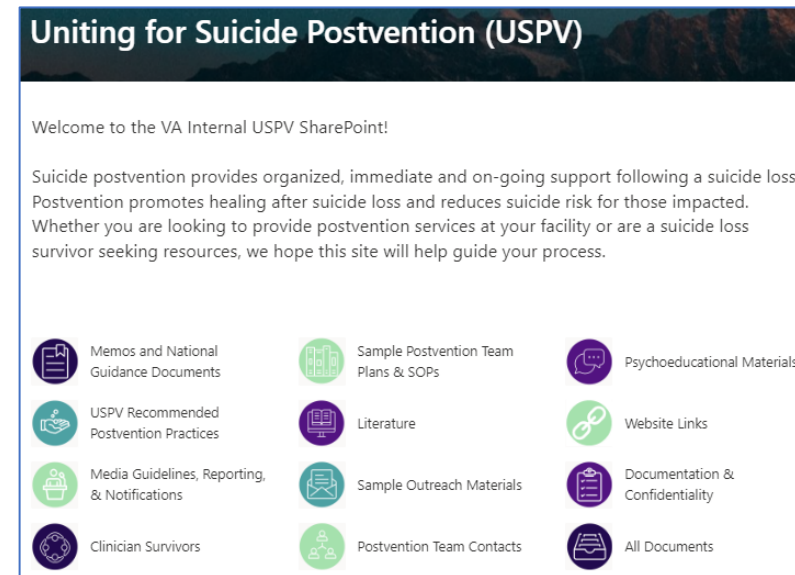 Uniting for Suicide Postvention (USPV)
Welcome to the VA Internal USPV SharePoint!
Suicide postvention provides organized, immediate and on-going support following a suicide loss
Postvention promotes healing after suicide loss and reduces suicide risk for those impacted.
Whether you are looking to provide postvention services at your facility or are a suicide loss
survivor seeking resources, we hope this site will help guide your process.
Memos and National
Guidance Documents
Sample Postvention Team
Plans & SOPs
Psychoeducational Materials
USPV Recommended
Postvention Practices
Literature
Website Links
Media Guidelines, Reporting,
& Notifications
Sample Outreach Materials
Documentation &
Confidentiality
Clinician Survivors
Postvention Team Contacts
All Documents